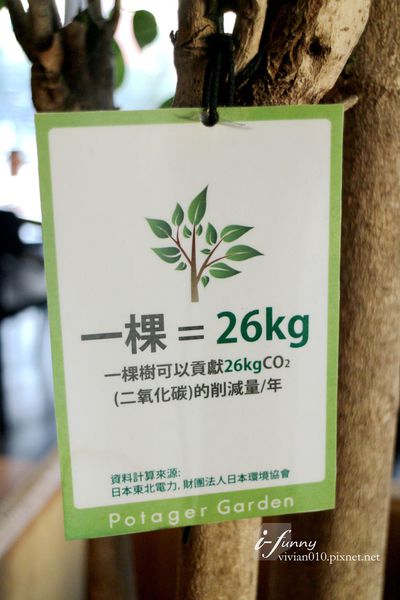 一棵 = 26kg
一棵樹可以貢獻26kgCO₂
(二氧化碳)的削減量/年
資料計算來源:
日本東北電力. 財團法人日本環境協會
Potager Garden
i-funny
vivian010.pixnet.net